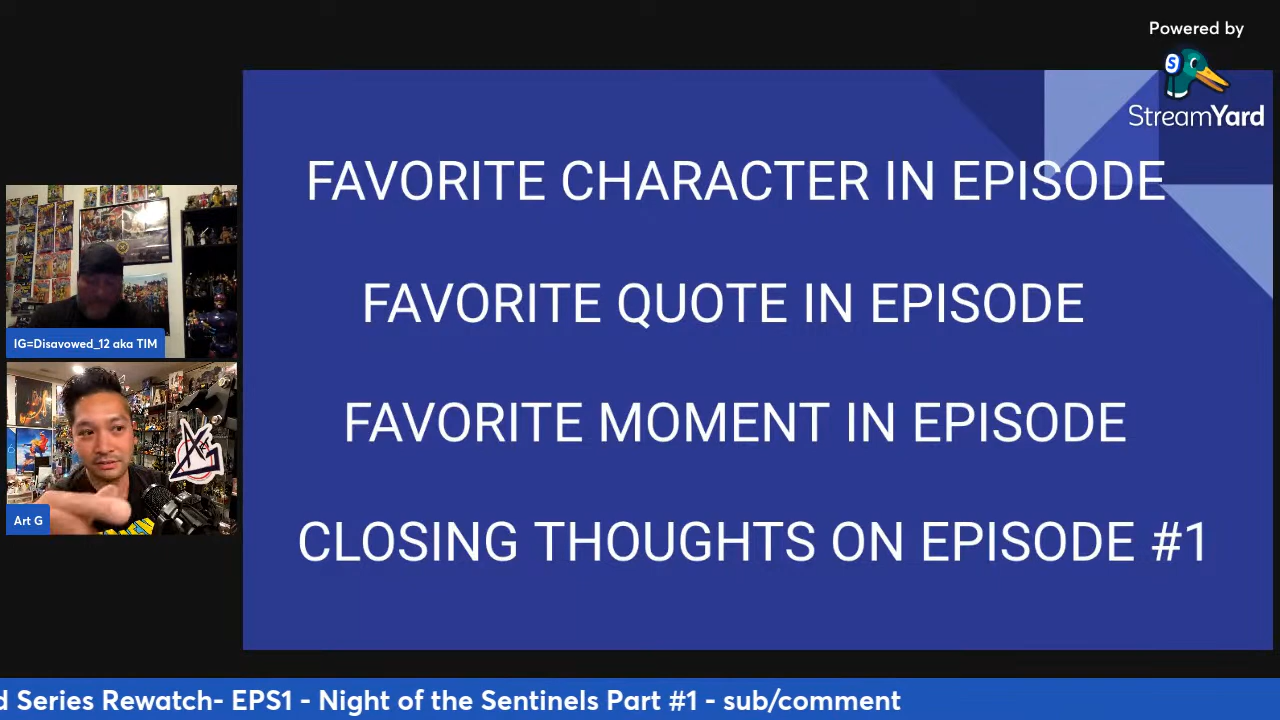 Powered by
StreamYard
FAVORITE CHARACTER IN EPISODE
FAVORITE QUOTE IN EPISODE
FAVORITE MOMENT IN EPISODE
CLOSING THOUGHTS ON EPISODE #1
IG=Disavowed_12 aka TIM
Art G
d Series Rewatch- EPS1 - Night of the Sentinels Part #1 - sub/comment